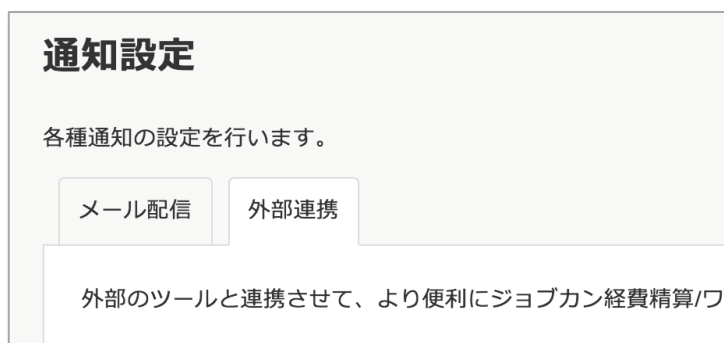 通知設定
各種通知の設定を行います。
メール配信 外部連携
外部のツールと連携させて、より便利にジョブカン経費精算/ワ